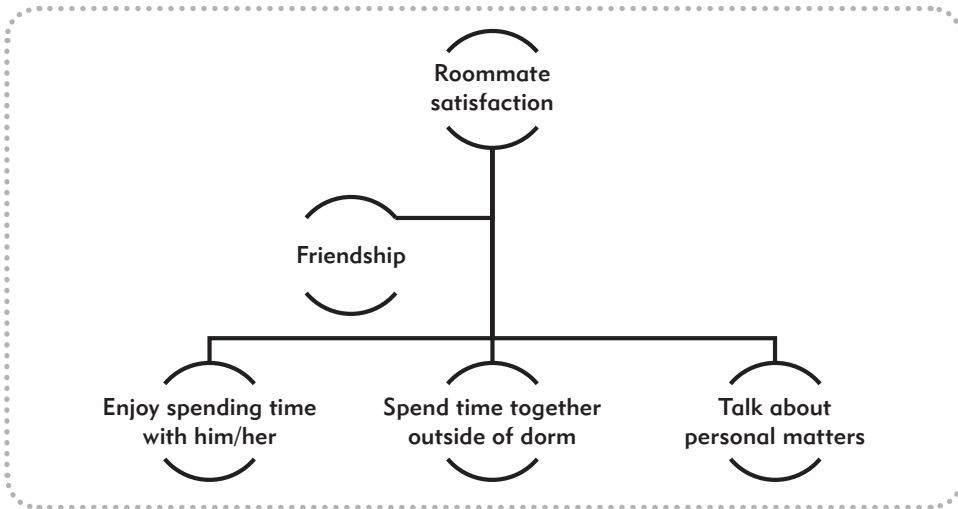 Roommate
satisfaction
Friendship
Enjoy spending time
with him/her
Spend time together
outside of dorm
Talk about
personal matters